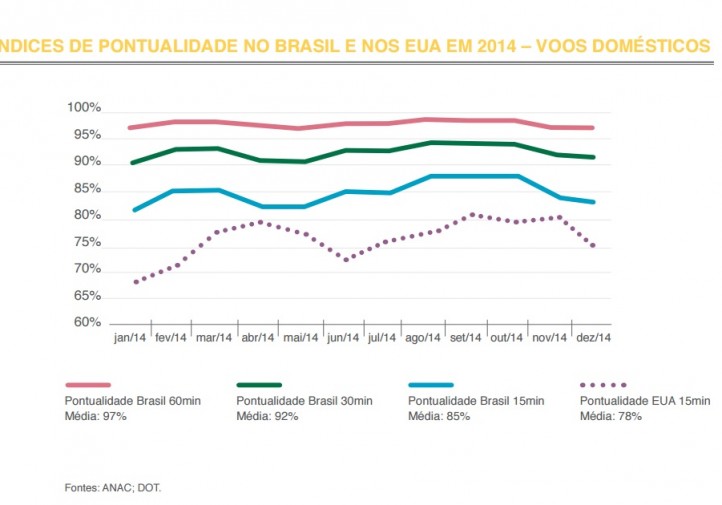 NDICES DE PONTUALIDADE NO BRASIL E NOS EUA EM 2014 – VOOS DOMÉSTICOS
100%
95%
90%
85%
80%
75%
70%
65%
60%
jan/14 fev/14 mar/14 abr/14 mai/14 jun/14 jul/14 ago/14 set/14 out/14 nov/14 dez/14
Pontualidade Brasil 60min Pontualidade Brasil 30min Pontualidade Brasil 15min Pontualidade EUA 15min
Média: 97% Média: 92% Média: 85% Média: 78%
Fontes: ANAC; DOT.